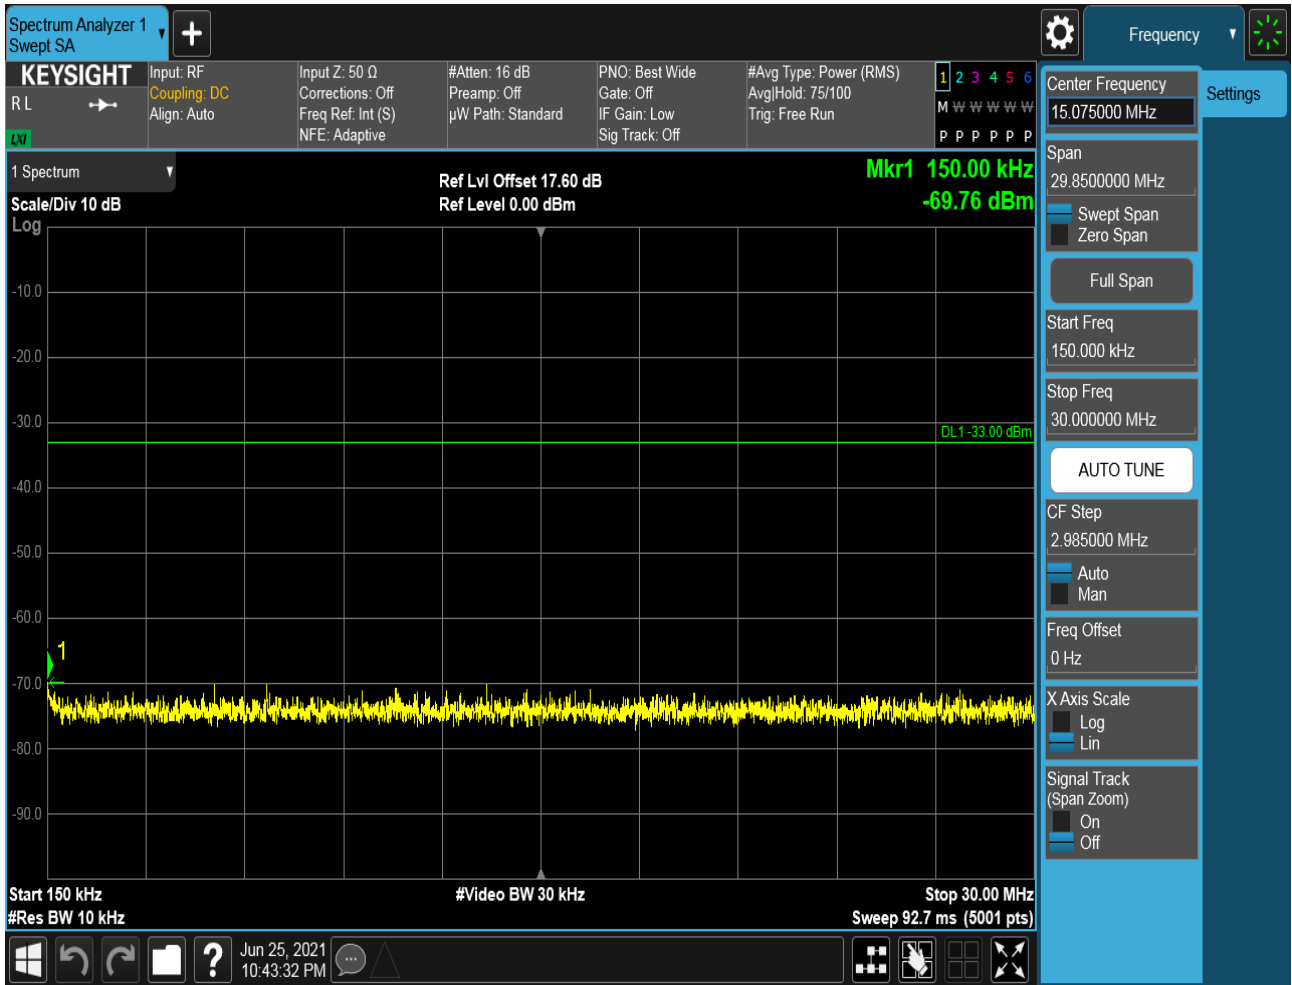 Spectrum Analyzer 1
Swept SA
Frequency
KEYSIGHT
R L
LXI
Input: RF
Coupling: DC
Align: Auto
Input Z: 50 Ω
Corrections: Off
Freq Ref: Int (S)
NFE: Adaptive
#Atten: 16 dB
Preamp: Off
µW Path: Standard
PNO: Best Wide
Gate: Off
IF Gain: Low
Sig Track: Off
#Avg Type: Power (RMS)
Avg|Hold: 75/100
Trig: Free Run
1 2 3 4 5 6
M W W W W W
P P P P P P
1 Spectrum
Scale/Div 10 dB
Log
Ref Lvl Offset 17.60 dB
Ref Level 0.00 dBm
Mkr1 150.00 kHz
-69.76 dBm
-10.0
-20.0
-30.0
DL1 -33.00 dBm
-40.0
-50.0
-60.0
1
-70.0
-80.0
-90.0
Start 150 kHz
#Video BW 30 kHz
Stop 30.00 MHz
#Res BW 10 kHz
Sweep 92.7 ms (5001 pts)
Jun 25, 2021
10:43:32 PM
Center Frequency
15.075000 MHz
Settings
Span
29.8500000 MHz
Swept Span
Zero Span
Full Span
Start Freq
150.000 kHz
Stop Freq
30.000000 MHz
AUTO TUNE
CF Step
2.985000 MHz
Auto
Man
Freq Offset
0 Hz
X Axis Scale
Log
Lin
Signal Track
(Span Zoom)
On
Off